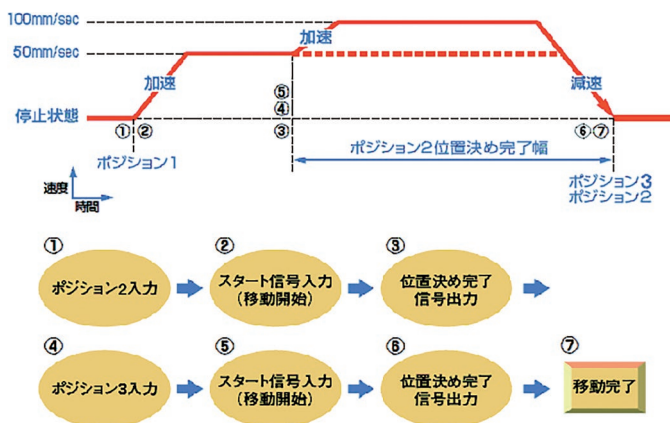 100mm/sec
50mm/sec
加速
加速
減速
停止状態
① ②
⑤
④
③
⑥⑦
ポジション1
ポジション2位置決め完了幅
ポジション3
ポジション2
速度
時間
①
ポジション2入力
②
スタート信号入力
(移動開始)
③
位置決め完了
信号出力
④
ポジション3入力
⑤
スタート信号入力
(移動開始)
⑥
位置決め完了
信号出力
⑦
移動完了